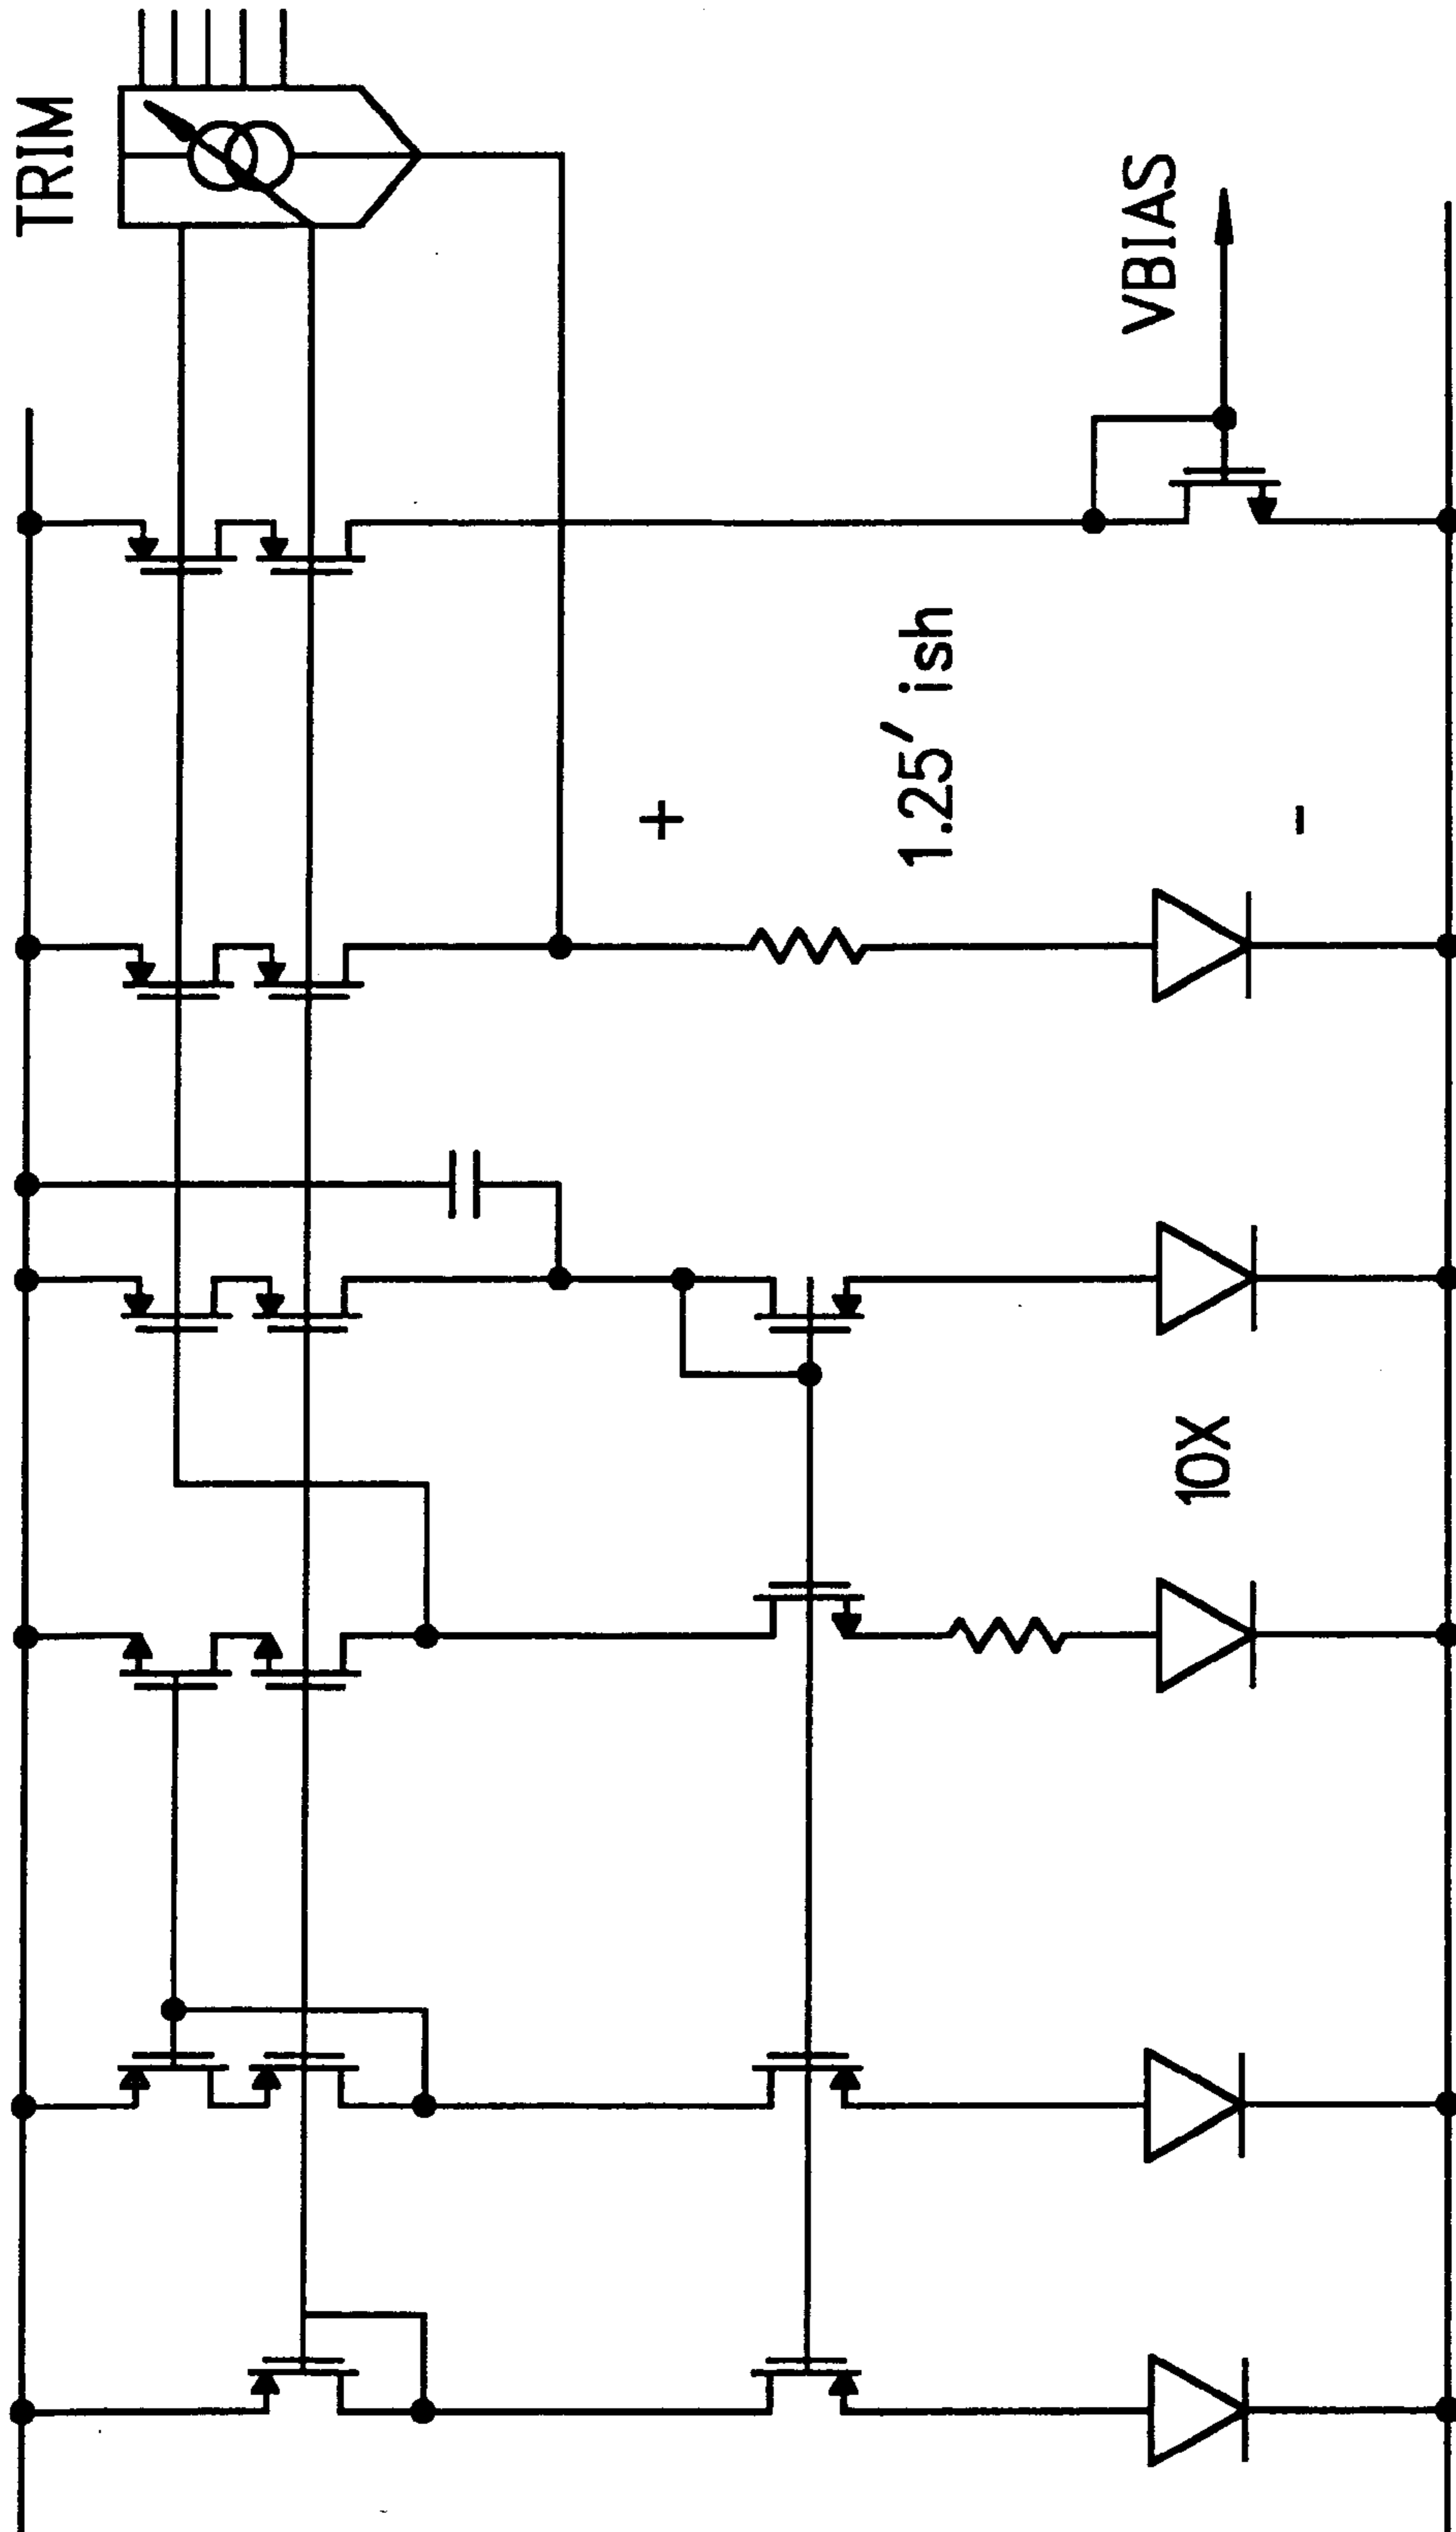 TRIM
VBIAS
+
1.25' ish
-
10X